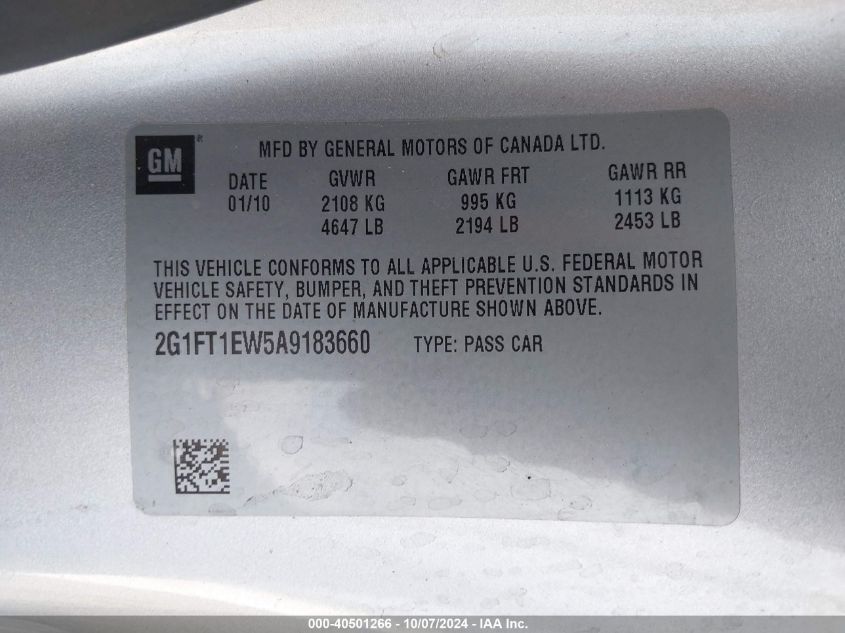 GM ®
MFD BY GENERAL MOTORS OF CANADA LTD.
DATE GVWR GAWR FRT GAWR RR
01/10 2108 KG 995 KG 1113 KG
4647 LB 2194 LB 2453 LB
THIS VEHICLE CONFORMS TO ALL APPLICABLE U.S. FEDERAL MOTOR
VEHICLE SAFETY, BUMPER, AND THEFT PREVENTION STANDARDS IN
EFFECT ON THE DATE OF MANUFACTURE SHOWN ABOVE.
2G1FT1EW5A9183660 TYPE: PASS CAR
000-40501266 - 10/07/2024 - IAA Inc.